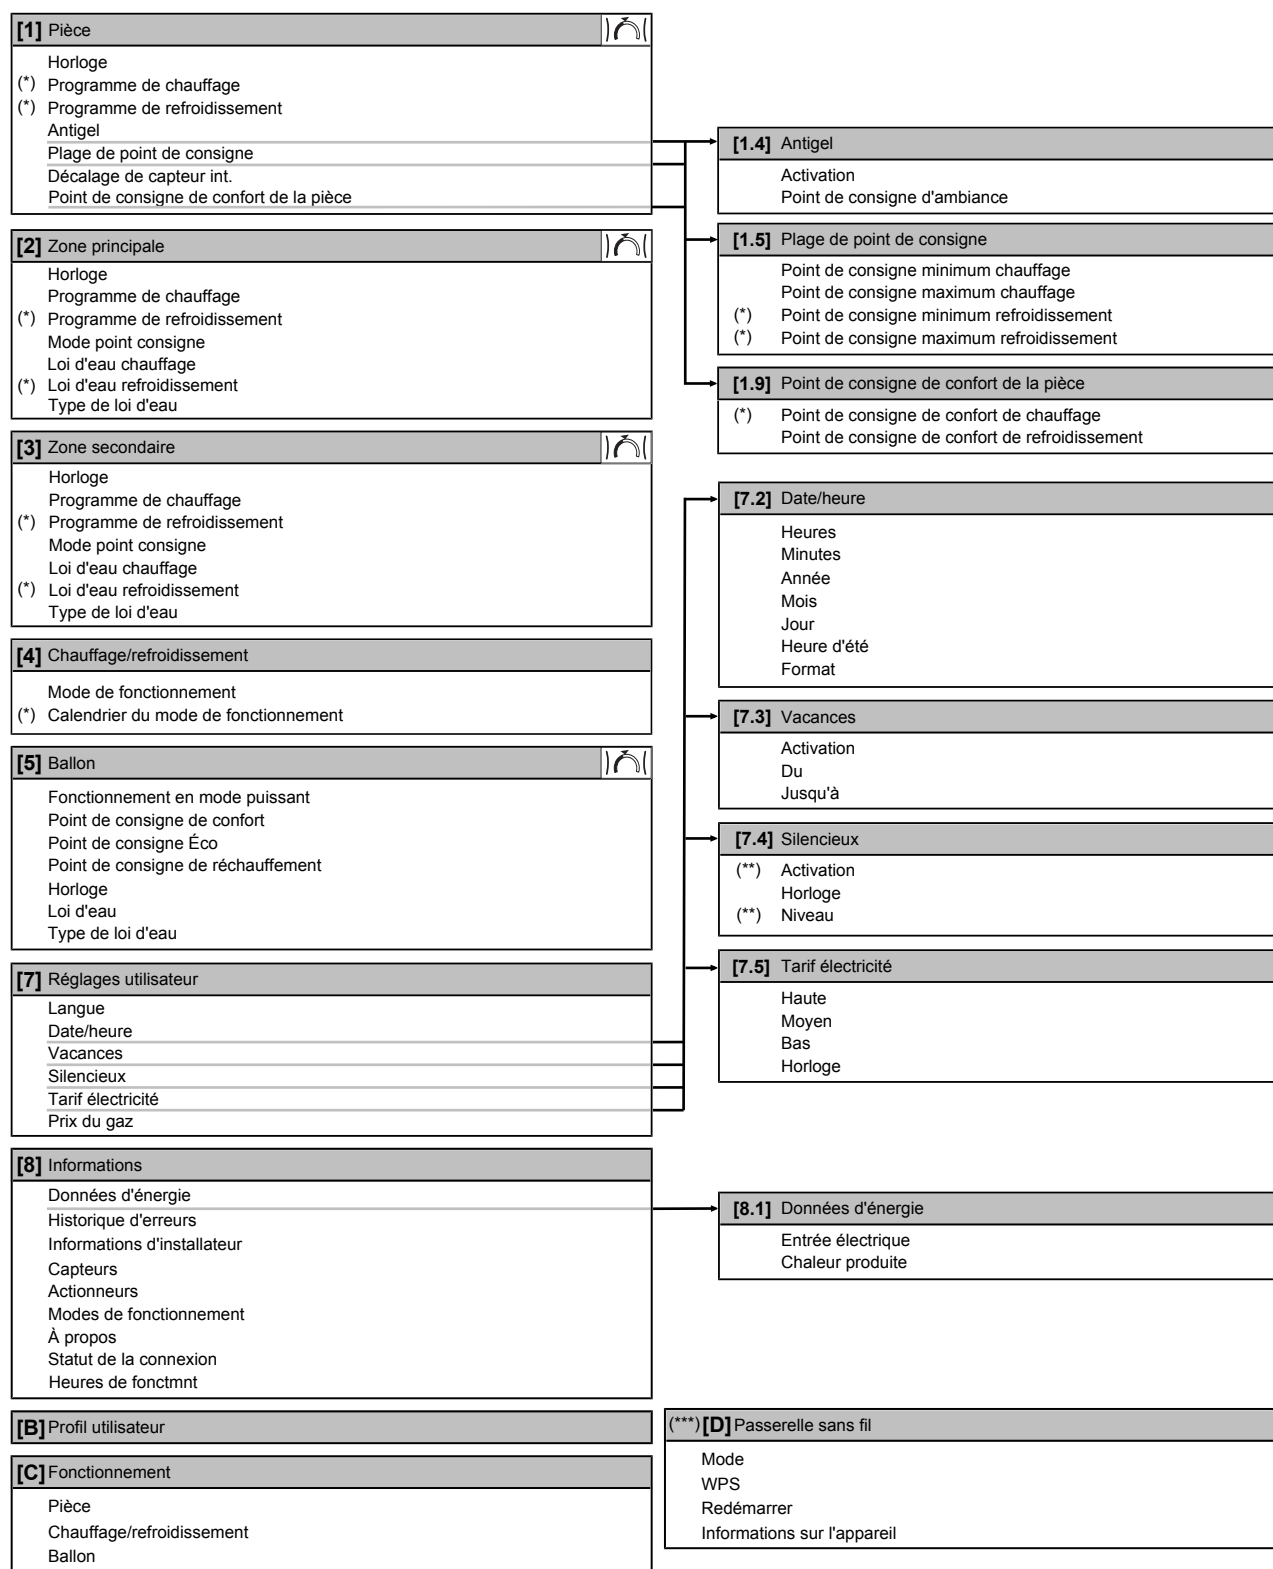 [1] Pièce
Horloge
(*) Programme de chauffage
(*) Programme de refroidissement
Antigel
Plage de point de consigne
Décalage de capteur int.
Point de consigne de confort de la pièce
[2] Zone principale
Horloge
Programme de chauffage
(*) Programme de refroidissement
Mode point consigne
Loi d'eau chauffage
(*) Loi d'eau refroidissement
Type de loi d'eau
[3] Zone secondaire
Horloge
Programme de chauffage
(*) Programme de refroidissement
Mode point consigne
Loi d'eau chauffage
(*) Loi d'eau refroidissement
Type de loi d'eau
[4] Chauffage/refroidissement
Mode de fonctionnement
(*) Calendrier du mode de fonctionnement
[5] Ballon
Fonctionnement en mode puissant
Point de consigne de confort
Point de consigne Éco
Point de consigne de réchauffement
Horloge
Loi d'eau
Type de loi d'eau
[7] Réglages utilisateur
Langue
Date/heure
Vacances
Silencieux
Tarif électricité
Prix du gaz
[8] Informations
Données d'énergie
Historique d'erreurs
Informations d'installateur
Capteurs
Actionneurs
Modes de fonctionnement
À propos
Statut de la connexion
Heures de fonctmnt
[B] Profil utilisateur
[C] Fonctionnement
Pièce
Chauffage/refroidissement
Ballon
[1.4] Antigel
Activation
Point de consigne d'ambiance
[1.5] Plage de point de consigne
Point de consigne minimum chauffage
Point de consigne maximum chauffage
(*) Point de consigne minimum refroidissement
(*) Point de consigne maximum refroidissement
[1.9] Point de consigne de confort de la pièce
(*) Point de consigne de confort de chauffage
Point de consigne de confort de refroidissement
[7.2] Date/heure
Heures
Minutes
Année
Mois
Jour
Heure d'été
Format
[7.3] Vacances
Activation
Du
Jusqu'à
[7.4] Silencieux
(**) Activation
Horloge
(**) Niveau
[7.5] Tarif électricité
Haute
Moyen
Bas
Horloge
[8.1] Données d'énergie
Entrée électrique
Chaleur produite
(***) [D] Passerelle sans fil
Mode
WPS
Redémarrer
Informations sur l'appareil